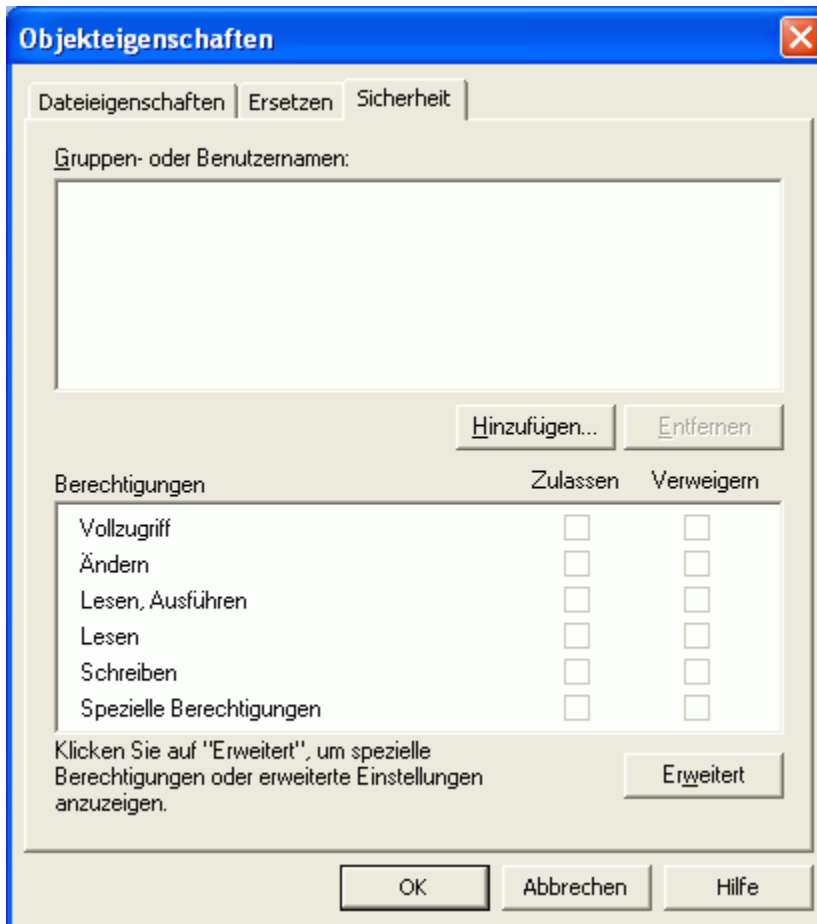 Objekteigenschaften
Dateieigenschaften Ersetzen Sicherheit
Gruppen- oder Benutzernamen:
Hinzufügen... Entfernen
Berechtigungen Zulassen Verweigern
Vollzugriff
Ändern
Lesen, Ausführen
Lesen
Schreiben
Spezielle Berechtigungen
Klicken Sie auf "Erweitert", um spezielle
Berechtigungen oder erweiterte Einstellungen
anzuzeigen.
Erweitert
OK Abbrechen Hilfe